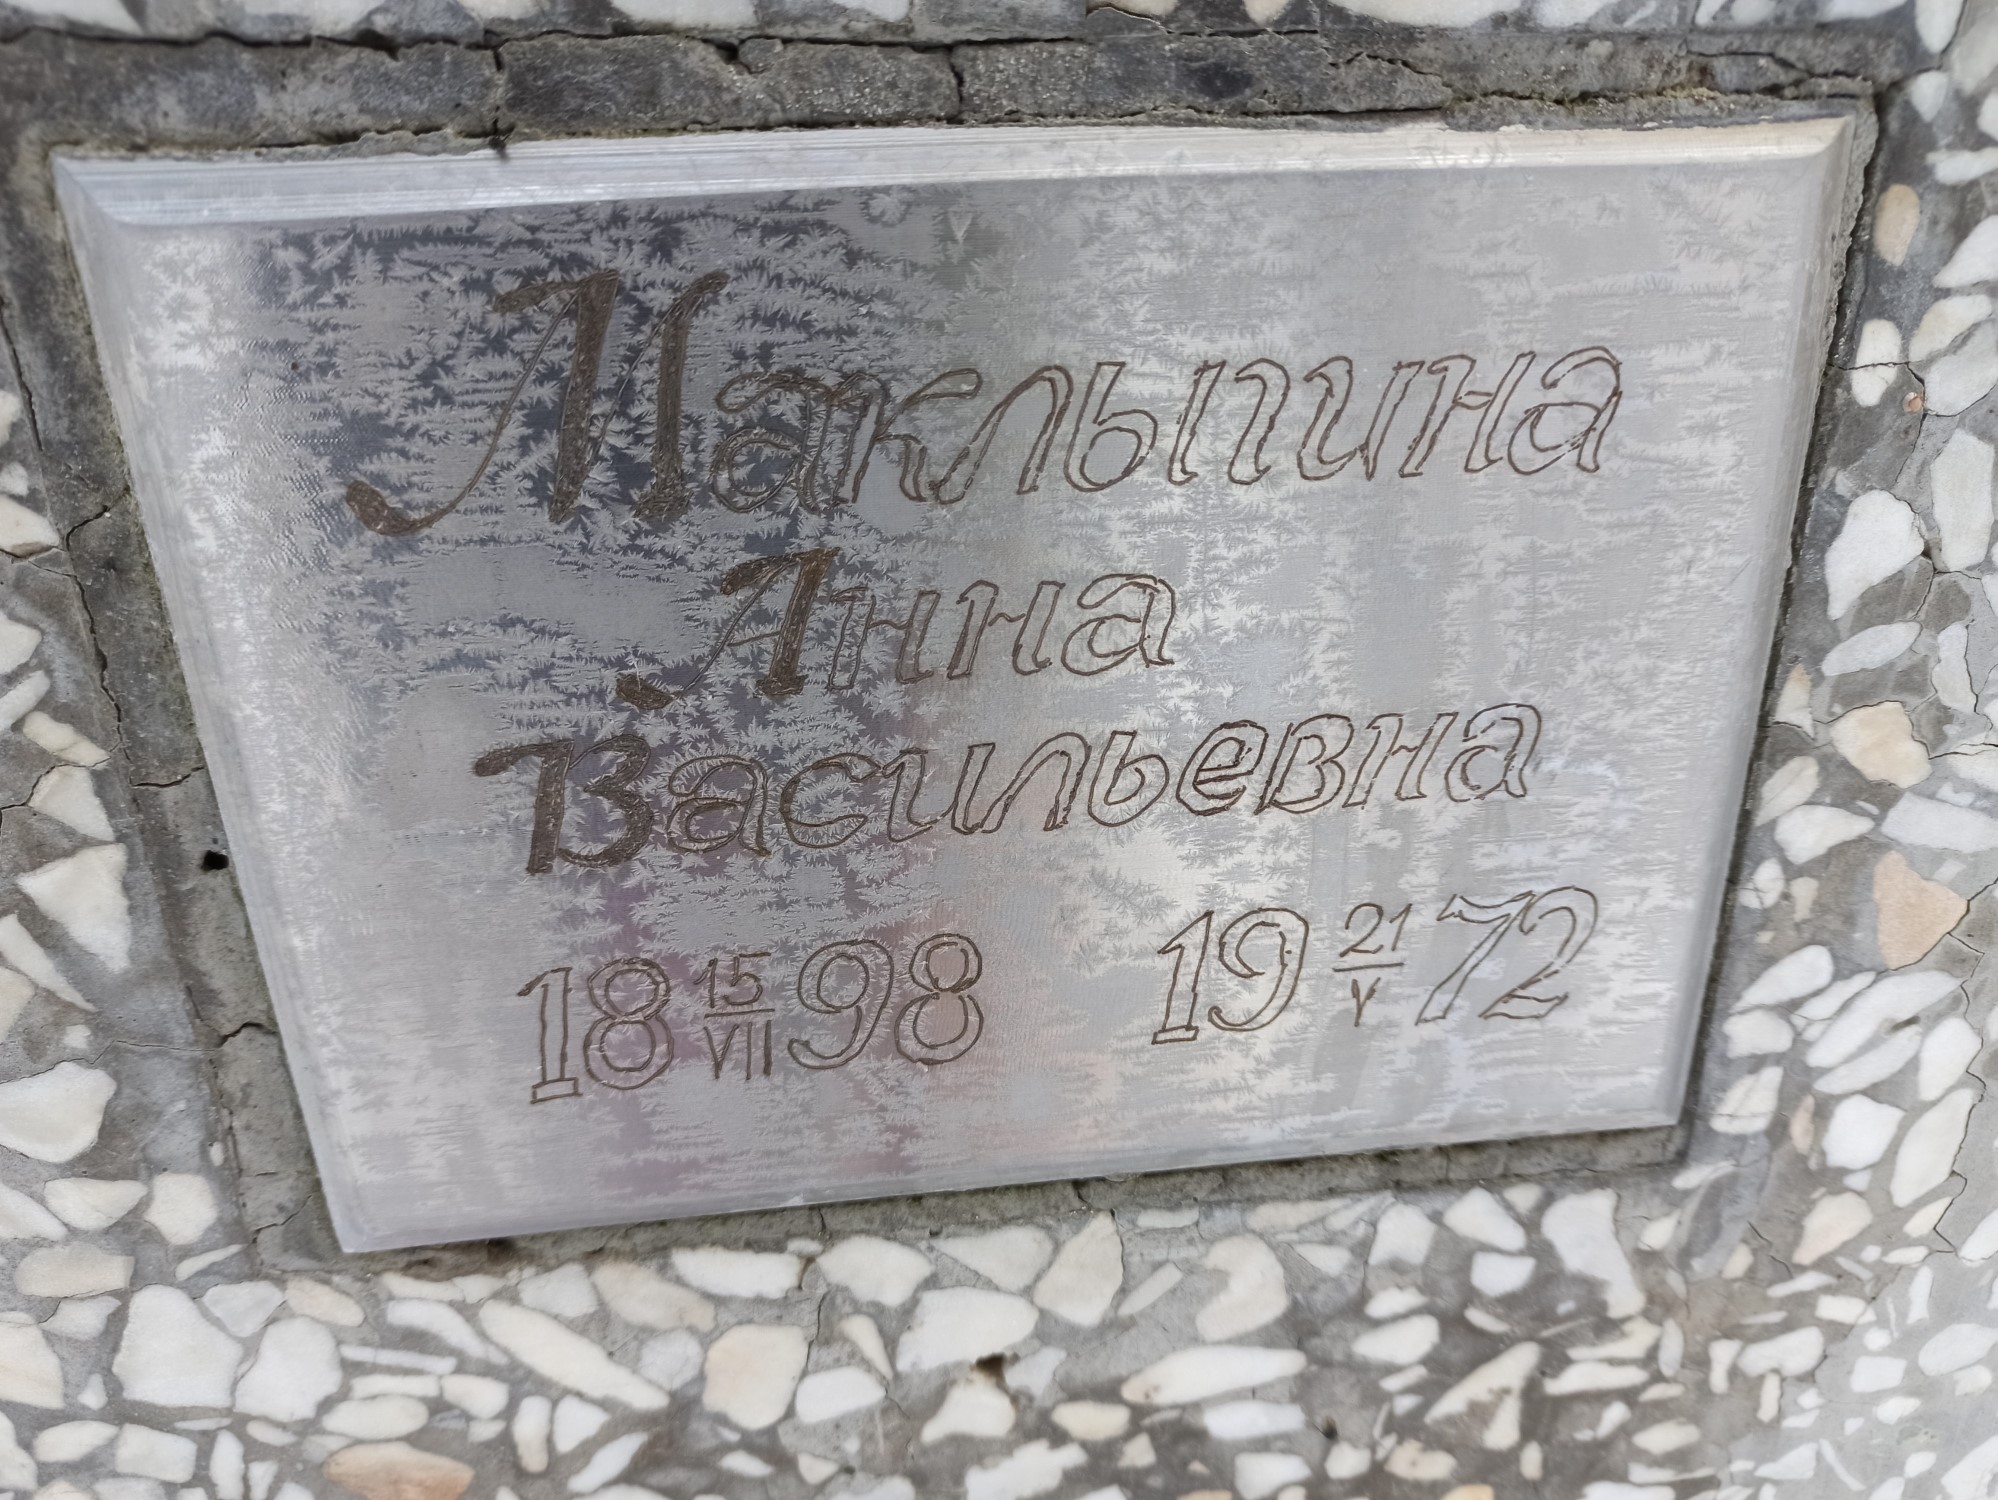 Маклыгина
Анна
Васильевна
18 15/VII 98 19 21/V 72